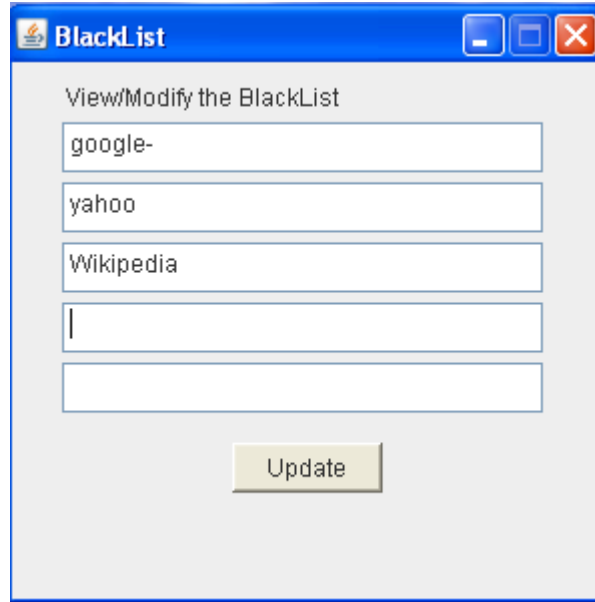 BlackList
View/Modify the BlackList
google-
yahoo
Wikipedia
Update